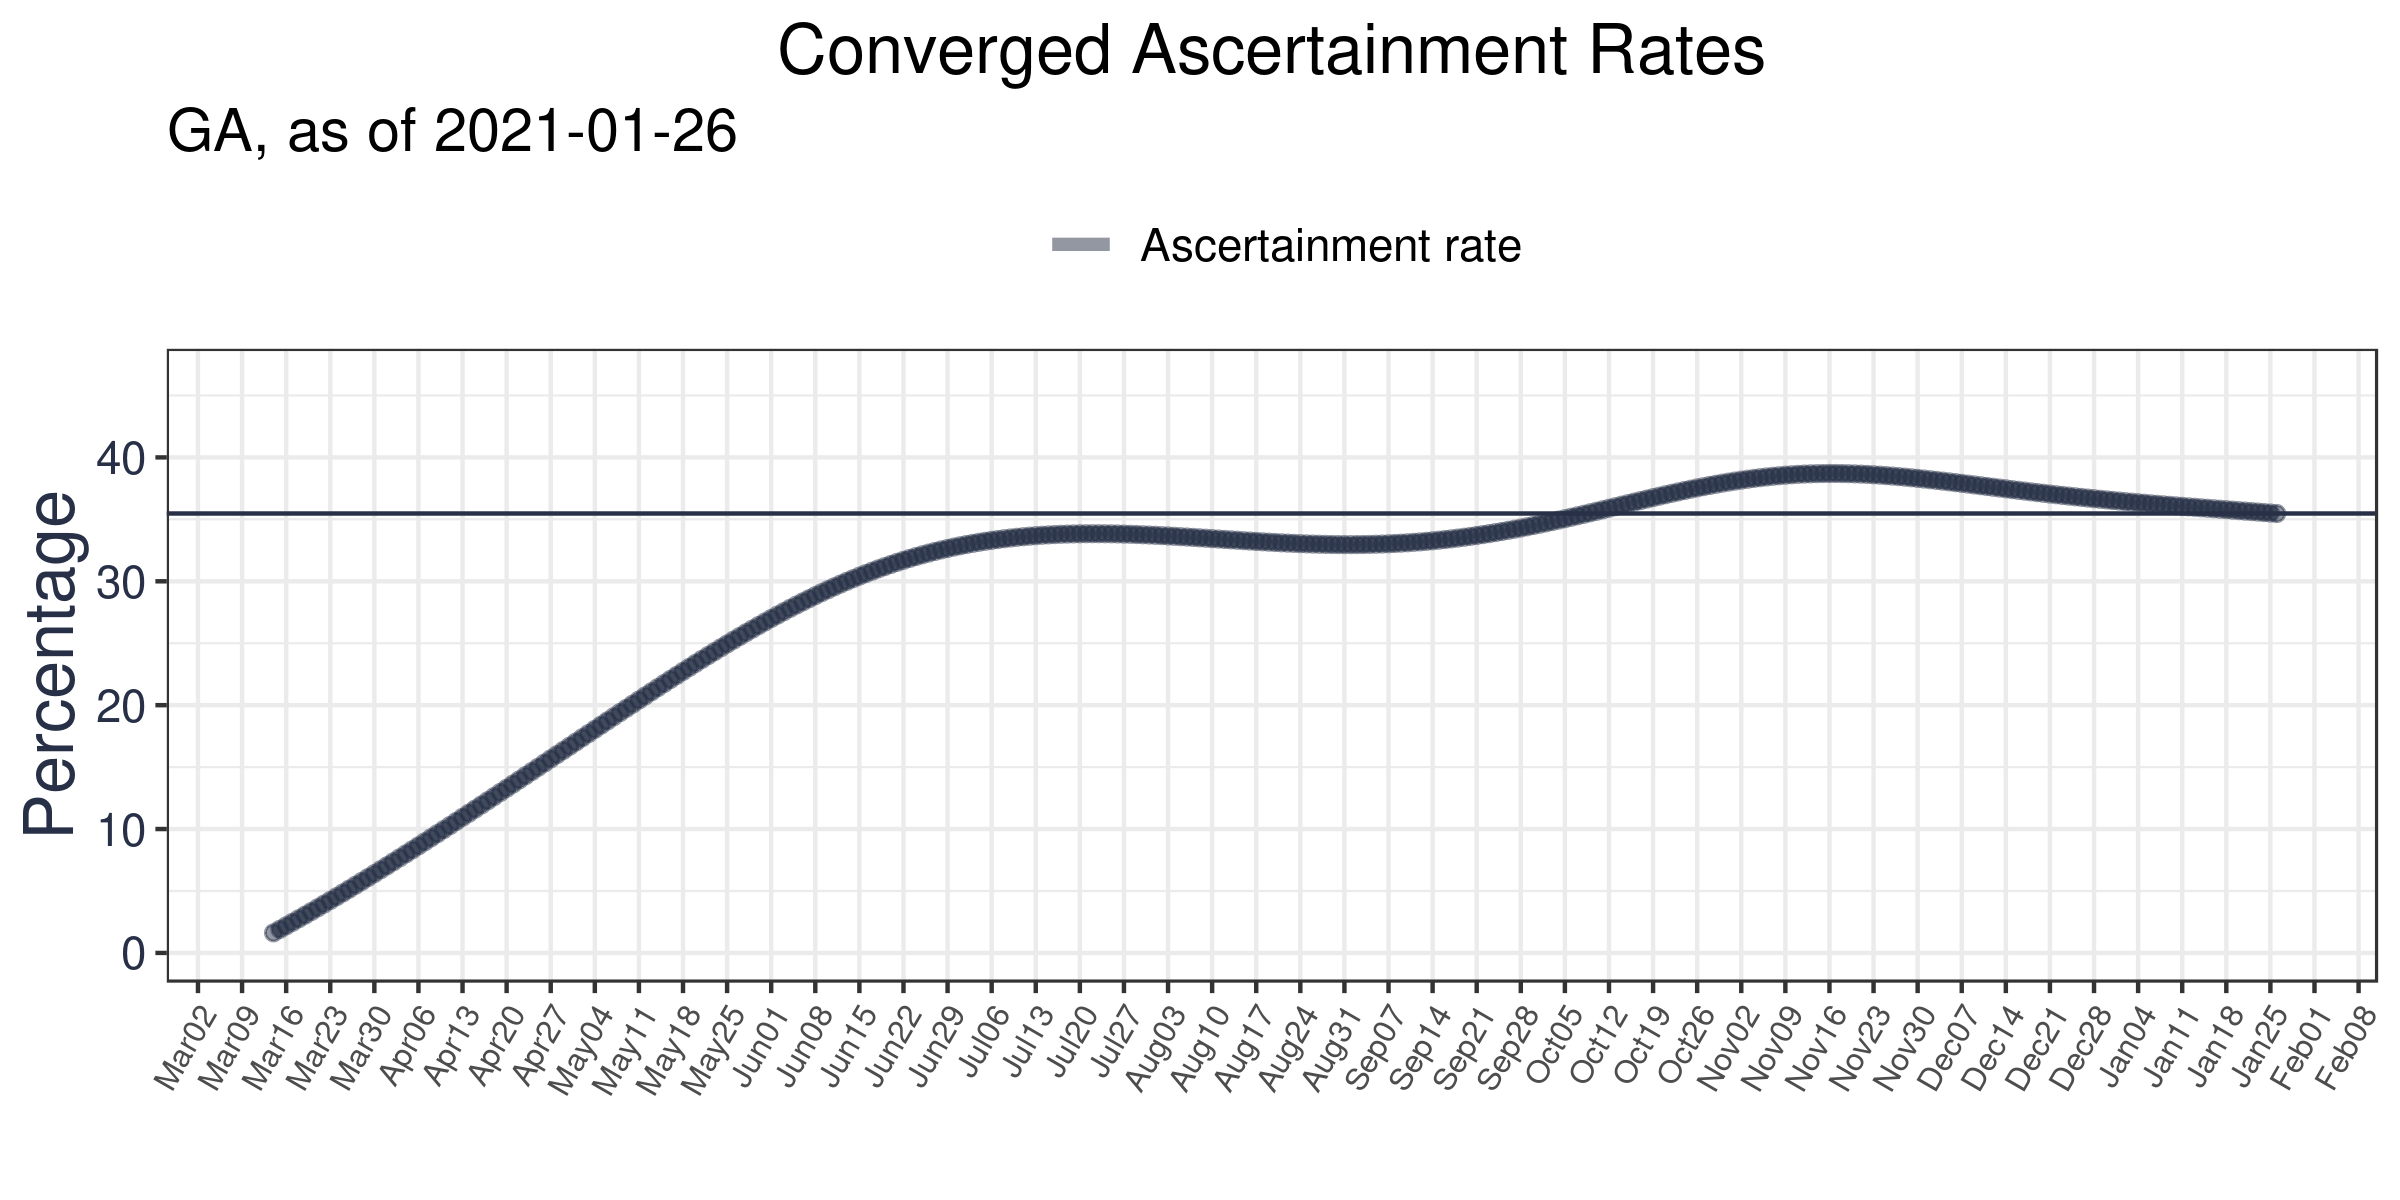 Converged Ascertainment Rates
GA, as of 2021-01-26
Ascertainment rate
Percentage
40
30
20
10
0
Mar02
Mar09
Mar16
Mar23
Mar30
Apr06
Apr13
Apr20
Apr27
May04
May11
May18
May25
Jun01
Jun08
Jun15
Jun22
Jun29
Jul06
Jul13
Jul20
Jul27
Aug03
Aug10
Aug17
Aug24
Aug31
Sep07
Sep14
Sep21
Sep28
Oct05
Oct12
Oct19
Oct26
Nov02
Nov09
Nov16
Nov23
Nov30
Dec07
Dec14
Dec21
Dec28
Jan04
Jan11
Jan18
Jan25
Feb01
Feb08